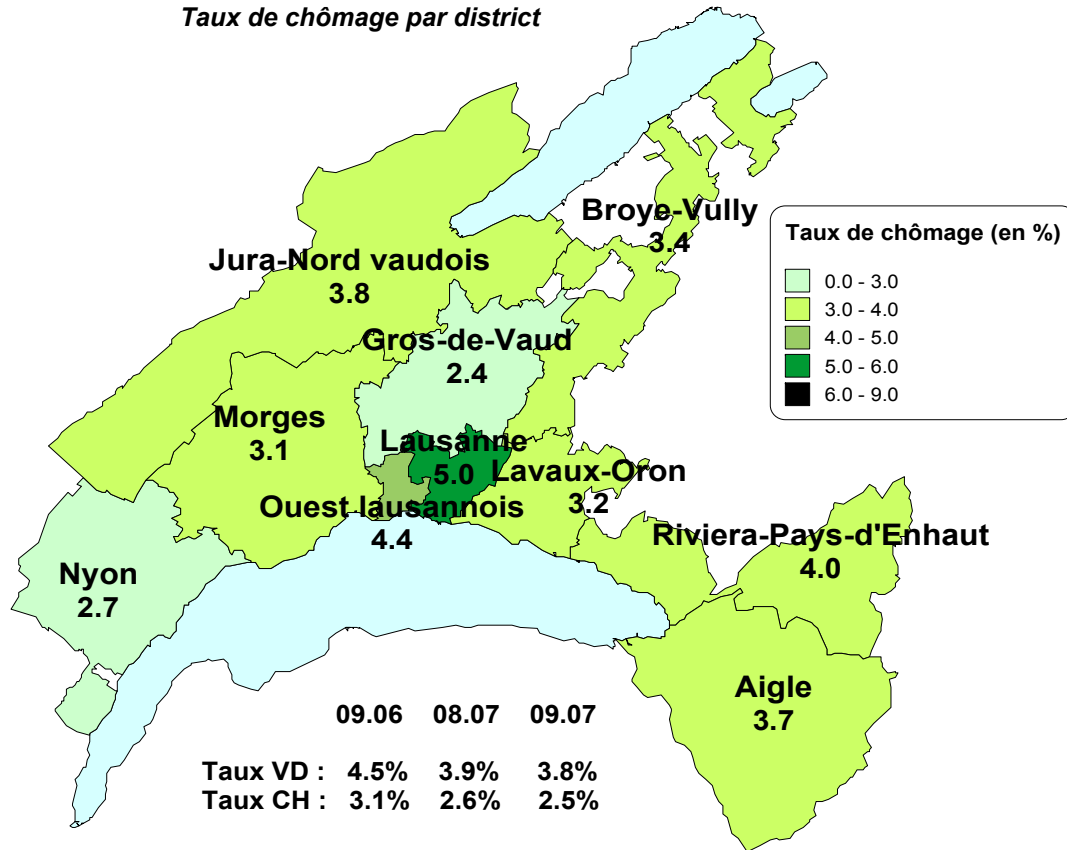 Taux de chômage par district
Broye-Vully
3.4
Taux de chômage (en %)
0.0 - 3.0
3.0 - 4.0
4.0 - 5.0
5.0 - 6.0
6.0 - 9.0
Jura-Nord vaudois
3.8
Gros-de-Vaud
2.4
Morges
3.1
Lausanne
5.0
Lavaux-Oron
3.2
Ouest lausannois
4.4
Riviera-Pays-d'Enhaut
4.0
Nyon
2.7
Aigle
3.7
09.06 08.07 09.07
Taux VD : 4.5% 3.9% 3.8%
Taux CH : 3.1% 2.6% 2.5%